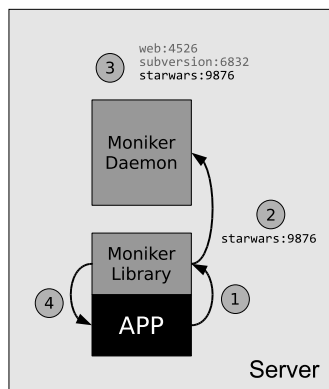 web:4526
subversion:6832
starwars:9876
3
Moniker
Daemon
2
starwars:9876
Moniker
Library
4
1
APP
Server